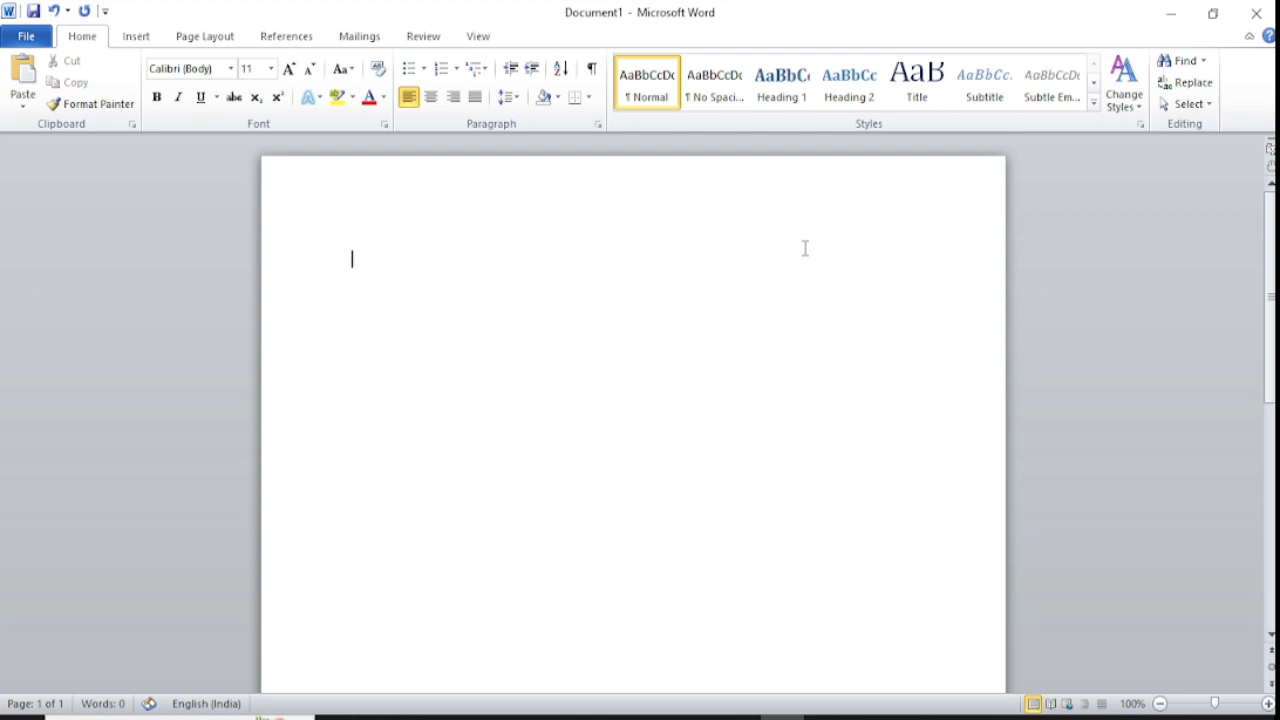 Document1 - Microsoft Word
File Home Insert Page Layout References Mailings Review View
Paste
Cut
Copy
Format Painter
Clipboard
Calibri (Body) 11
Font
Paragraph
AaBbCcDc AaBbCcDc AaBbC AaBbCc AaB AaBbCc. AaBbCcDc
¶ Normal ¶ No Spaci... Heading 1 Heading 2 Title Subtitle Subtle Em...
Change
Styles
Styles
Find
Replace
Select
Editing
Page: 1 of 1 Words: 0 English (India) 100%